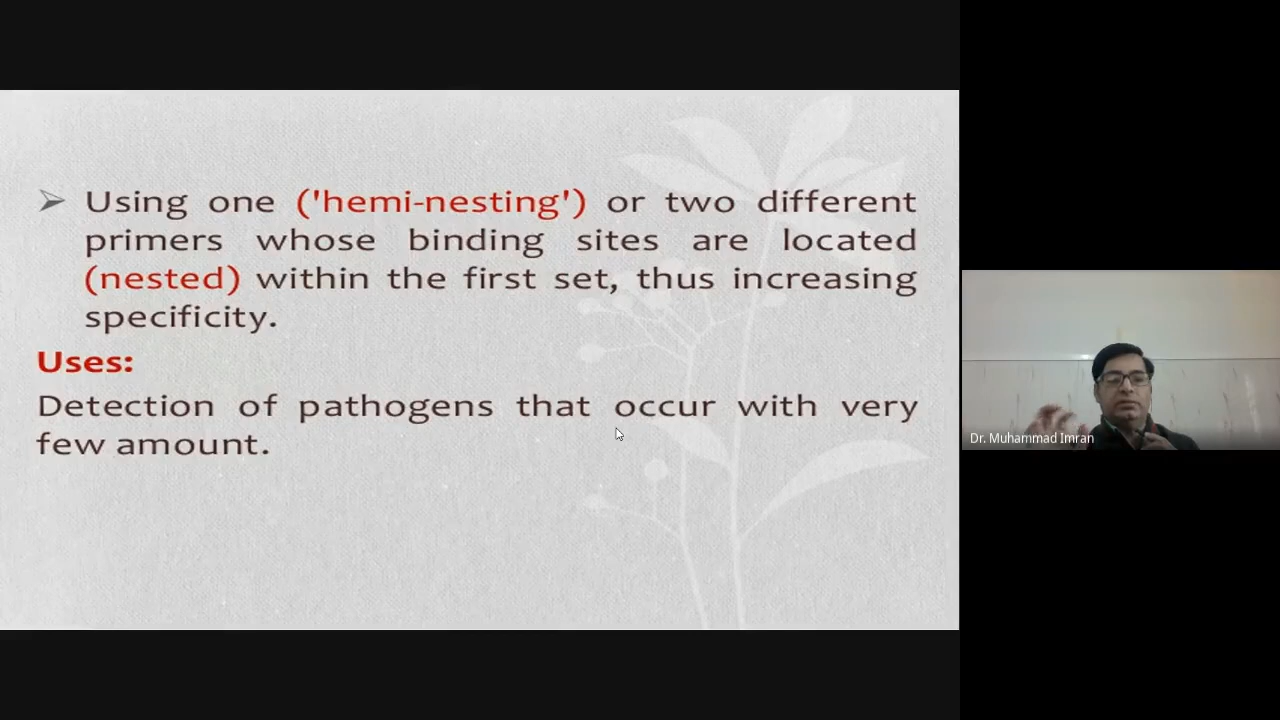 Using one ('hemi-nesting') or two different
primers whose binding sites are located
(nested) within the first set, thus increasing
specificity.
Uses:
Detection of pathogens that occur with very
few amount.
Dr. Muhammad Imran